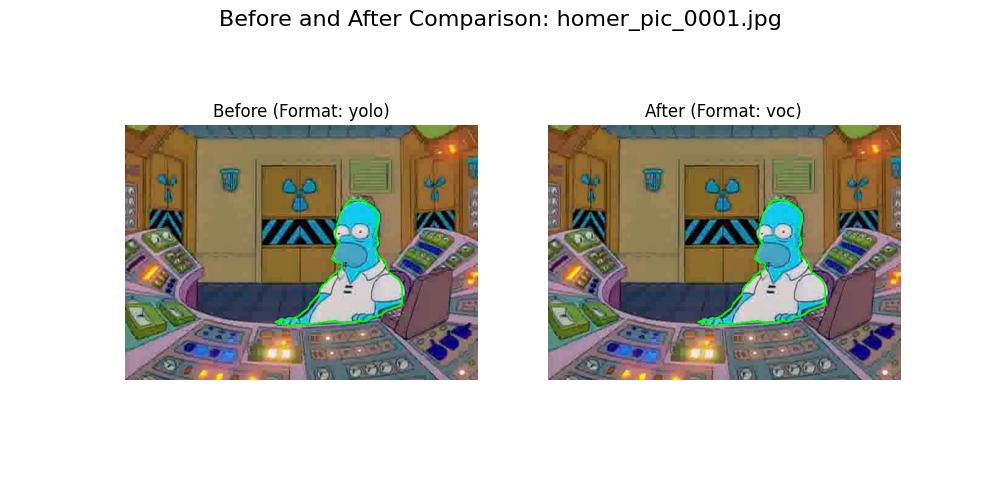 Before and After Comparison: homer_pic_0001.jpg
Before (Format: yolo)
After (Format: voc)